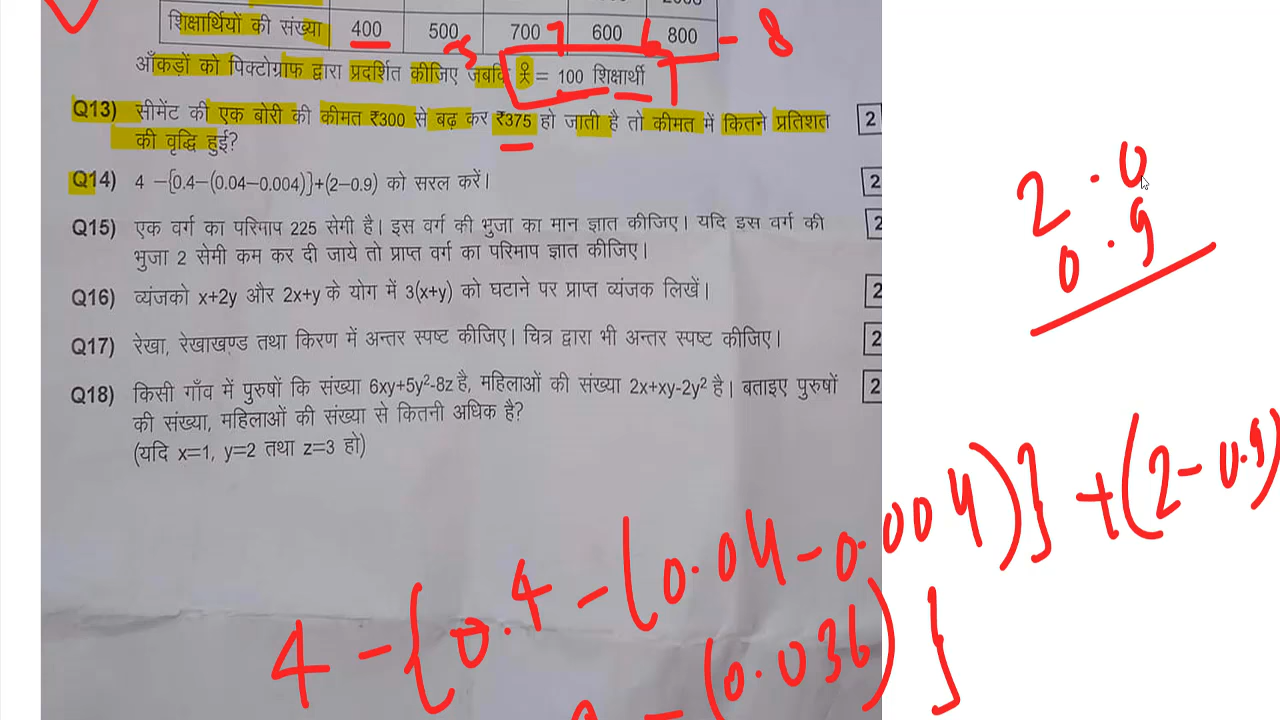 शिक्षार्थियों की संख्या 400 500 700 600 800 - 8
5 7 6
आँकड़ों को पिक्टोग्राफ द्वारा प्रदर्शित कीजिए जबकि = 100 शिक्षार्थी
Q13) सीमेंट की एक बोरी की कीमत ₹300 से बढ़ कर ₹375 हो जाती है तो कीमत में कितने प्रतिशत 2
की वृद्धि हुई?
Q14) 4 –{0.4–(0.04–0.004)}+(2–0.9) को सरल करें। 2
Q15) एक वर्ग का परिमाप 225 सेमी है। इस वर्ग की भुजा का मान ज्ञात कीजिए। यदि इस वर्ग की 2
भुजा 2 सेमी कम कर दी जाये तो प्राप्त वर्ग का परिमाप ज्ञात कीजिए।
Q16) व्यंजको x+2y और 2x+y के योग में 3(x+y) को घटाने पर प्राप्त व्यंजक लिखें। 2
Q17) रेखा, रेखाखण्ड तथा किरण में अन्तर स्पष्ट कीजिए। चित्र द्वारा भी अन्तर स्पष्ट कीजिए। 2
Q18) किसी गाँव में पुरुषों कि संख्या 6xy+5y²-8z है, महिलाओं की संख्या 2x+xy-2y² है। बताइए पुरुषों 2
की संख्या, महिलाओं की संख्या से कितनी अधिक है?
(यदि x=1, y=2 तथा z=3 हो)
2.0
0.9
4 – {0.4 – (0.04 – 0.004)} + (2 – 0.9)
– (0.036)}